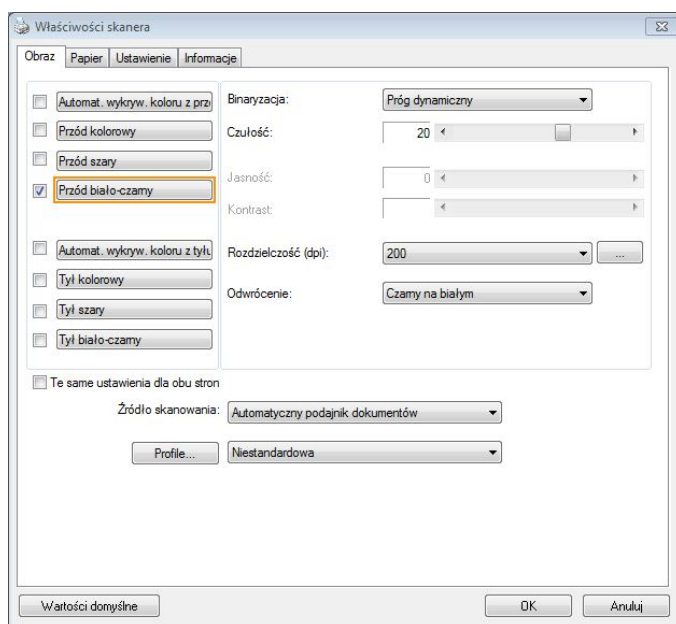 Właściwości skanera
Obraz Papier Ustawienie Informacje
Automat. wykryw. koloru z prz
Przód kolorowy
Przód szary
Przód biało-czarny
Automat. wykryw. koloru z tyłu
Tył kolorowy
Tył szary
Tył biało-czarny
Binaryzacja: Próg dynamiczny
Czułość: 20
Jasność: 0
Kontrast:
Rozdzielczość (dpi): 200 ...
Odwrócenie: Czarny na białym
Te same ustawienia dla obu stron
Źródło skanowania: Automatyczny podajnik dokumentów
Profile... Niestandardowa
Wartości domyślne OK Anuluj